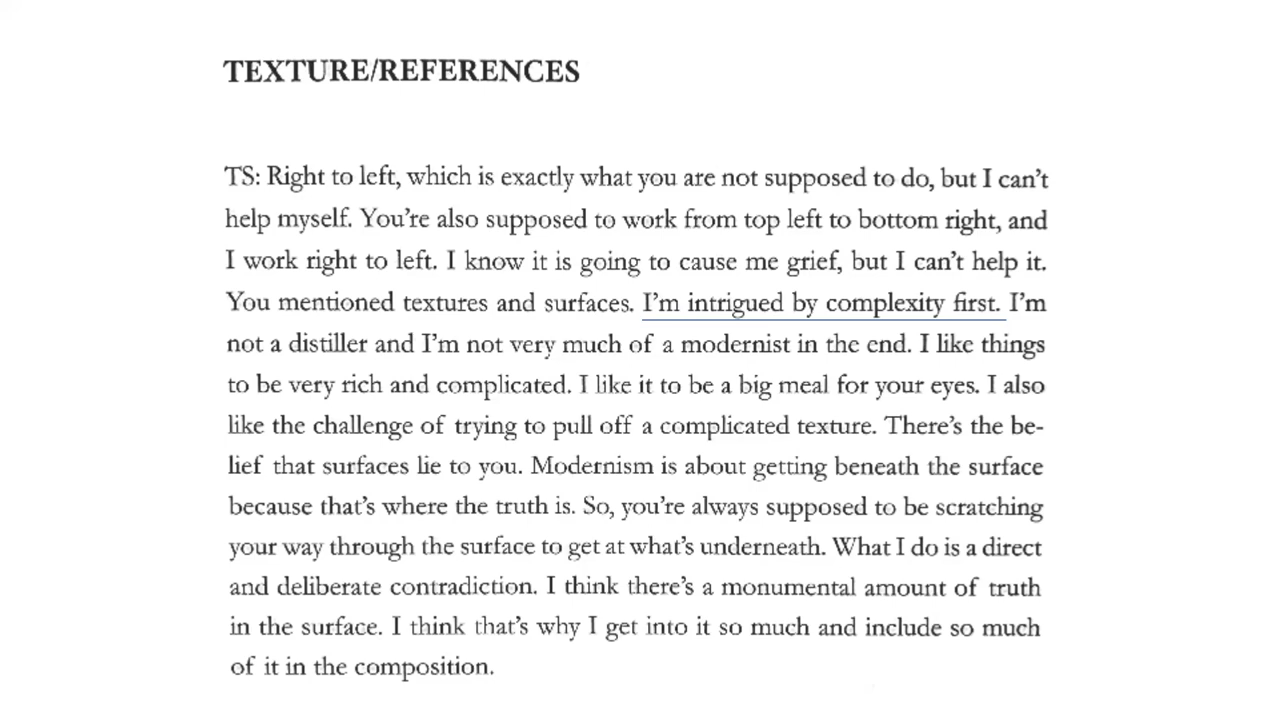 TEXTURE/REFERENCES
TS: Right to left, which is exactly what you are not supposed to do, but I can't
help myself. You're also supposed to work from top left to bottom right, and
I work right to left. I know it is going to cause me grief, but I can't help it.
You mentioned textures and surfaces. I'm intrigued by complexity first. I'm
not a distiller and I'm not very much of a modernist in the end. I like things
to be very rich and complicated. I like it to be a big meal for your eyes. I also
like the challenge of trying to pull off a complicated texture. There's the be-
lief that surfaces lie to you. Modernism is about getting beneath the surface
because that's where the truth is. So, you're always supposed to be scratching
your way through the surface to get at what's underneath. What I do is a direct
and deliberate contradiction. I think there's a monumental amount of truth
in the surface. I think that's why I get into it so much and include so much
of it in the composition.